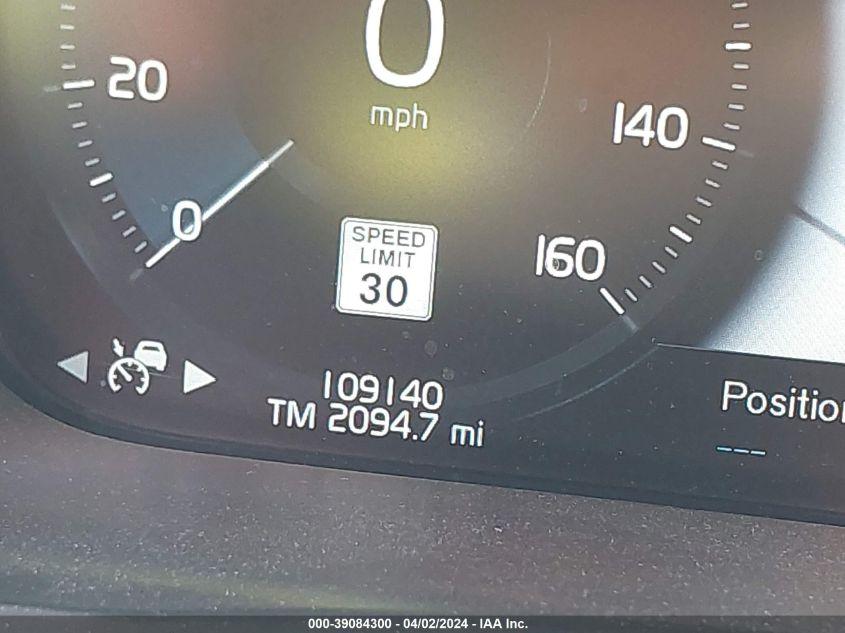 0
mph
20
140
0
160
SPEED
LIMIT
30
109140
TM 2094.7 mi
Position
---
000-39084300 - 04/02/2024 - IAA Inc.